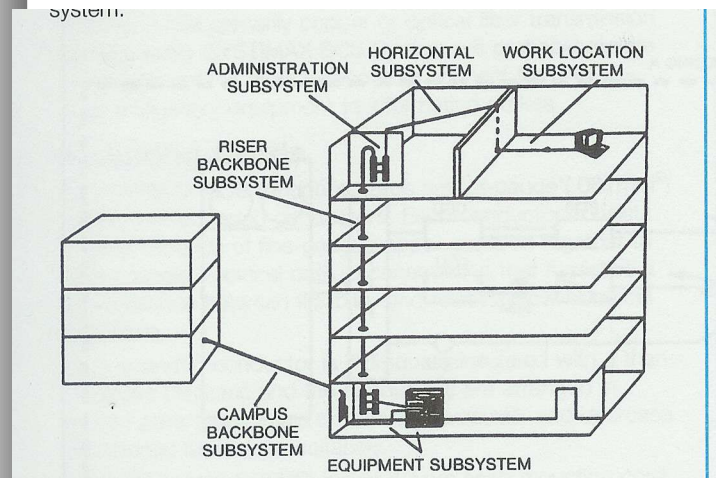 system.
ADMINISTRATION
SUBSYSTEM
HORIZONTAL
SUBSYSTEM
WORK LOCATION
SUBSYSTEM
RISER
BACKBONE
SUBSYSTEM
CAMPUS
BACKBONE
SUBSYSTEM
EQUIPMENT SUBSYSTEM